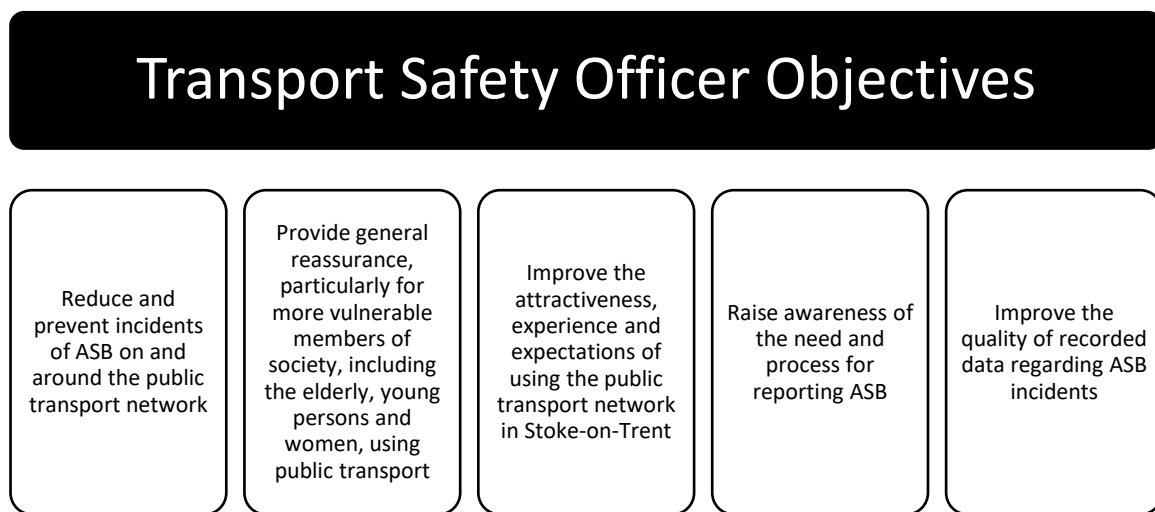 Transport Safety Officer Objectives
Reduce and
prevent incidents
of ASB on and
around the public
transport network
Provide general
reassurance,
particularly for
more vulnerable
members of
society, including
the elderly, young
persons and
women, using
public transport
Improve the
attractiveness,
experience and
expectations of
using the public
transport network
in Stoke-on-Trent
Raise awareness of
the need and
process for
reporting ASB
Improve the
quality of recorded
data regarding ASB
incidents